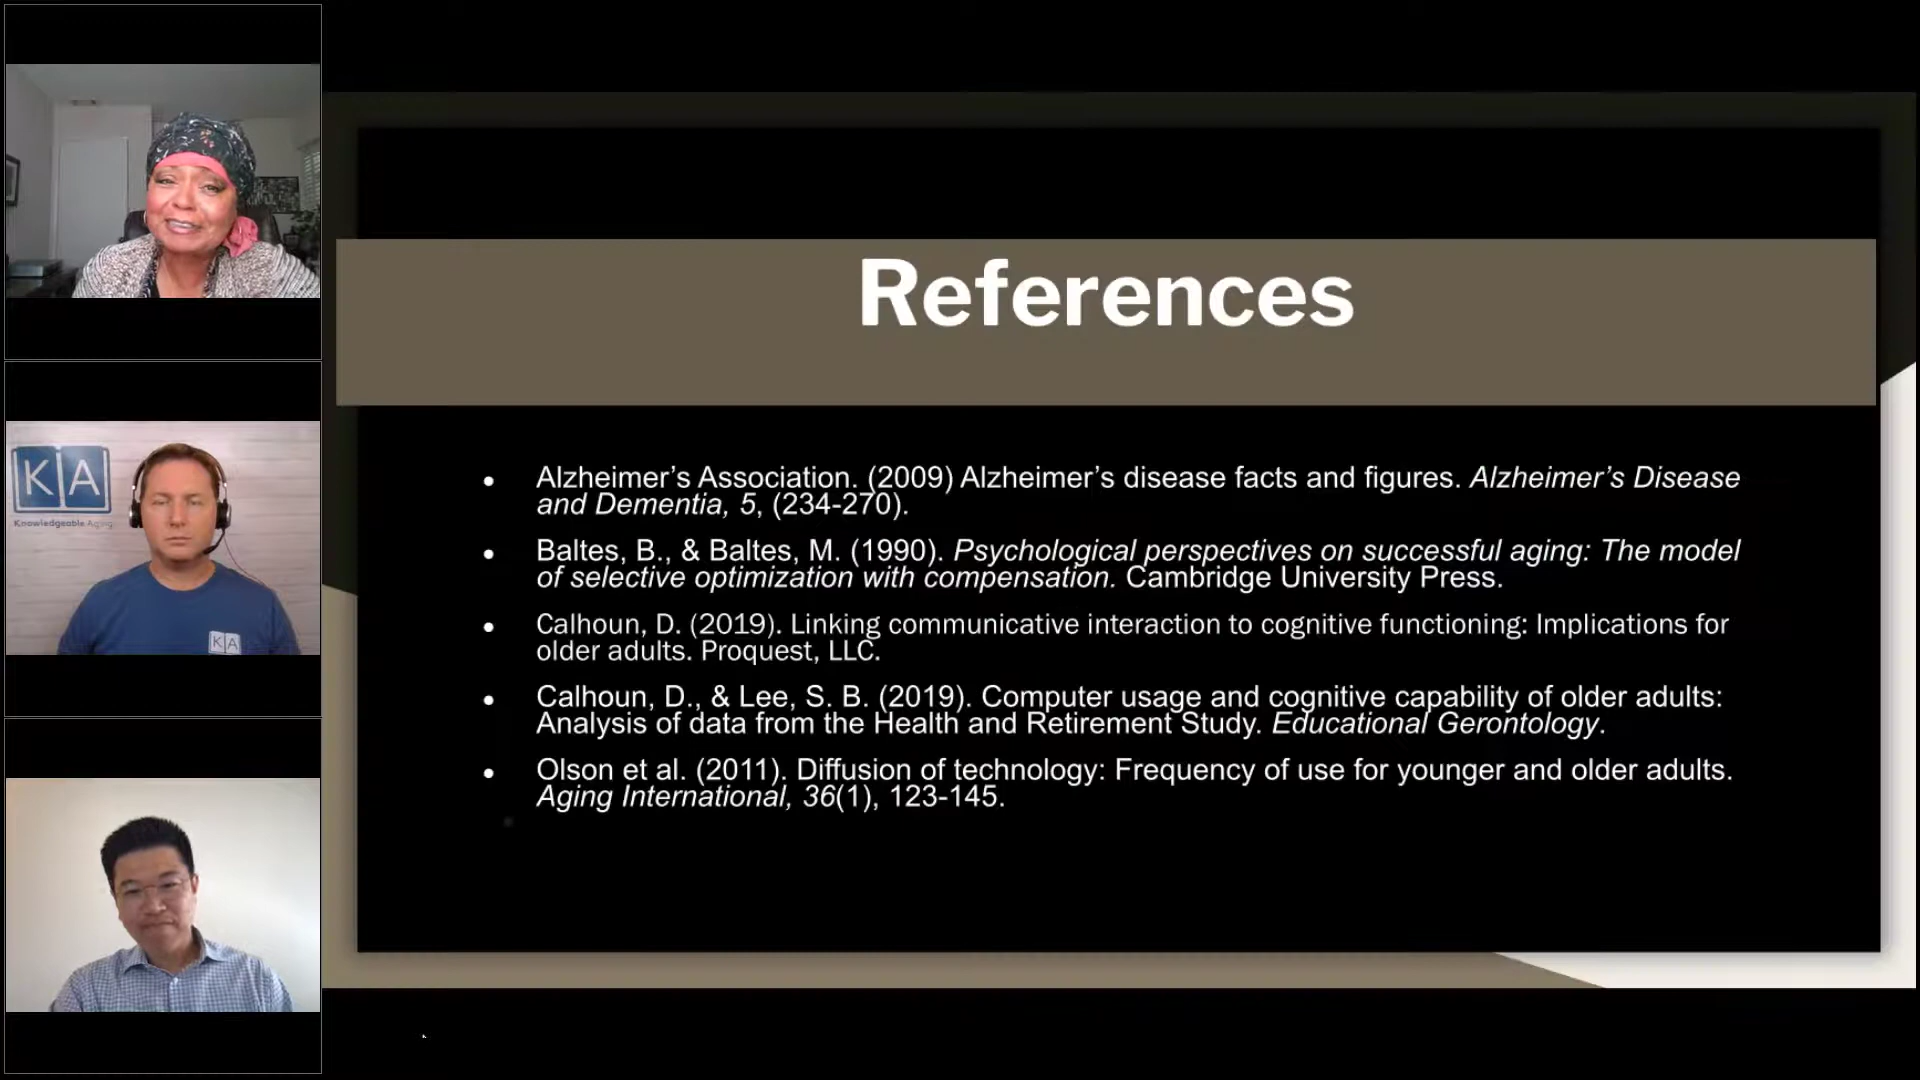 KA
Knowledgeable Aging
KA
References
Alzheimer’s Association. (2009) Alzheimer’s disease facts and figures. Alzheimer’s Disease
and Dementia, 5, (234-270).
Baltes, B., & Baltes, M. (1990). Psychological perspectives on successful aging: The model
of selective optimization with compensation. Cambridge University Press.
Calhoun, D. (2019). Linking communicative interaction to cognitive functioning: Implications for
older adults. Proquest, LLC.
Calhoun, D., & Lee, S. B. (2019). Computer usage and cognitive capability of older adults:
Analysis of data from the Health and Retirement Study. Educational Gerontology.
Olson et al. (2011). Diffusion of technology: Frequency of use for younger and older adults.
Aging International, 36(1), 123-145.